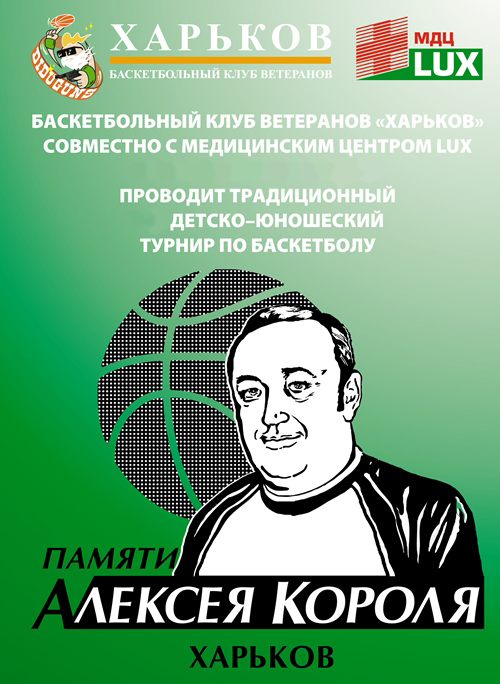 DIDUGUNS
ХАРЬКОВ
БАСКЕТБОЛЬНЫЙ КЛУБ ВЕТЕРАНОВ
МДЦ
LUX
БАСКЕТБОЛЬНЫЙ КЛУБ ВЕТЕРАНОВ «ХАРЬКОВ»
СОВМЕСТНО С МЕДИЦИНСКИМ ЦЕНТРОМ LUX
ПРОВОДИТ ТРАДИЦИОННЫЙ
ДЕТСКО–ЮНОШЕСКИЙ
ТУРНИР ПО БАСКЕТБОЛУ
ПАМЯТИ
АЛЕКСЕЯ КОРОЛЯ
ХАРЬКОВ